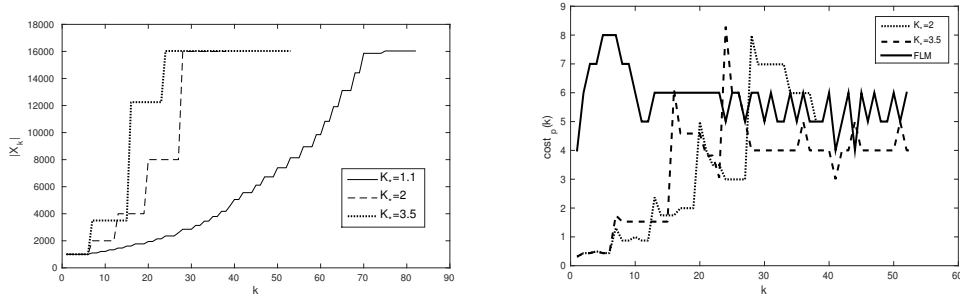 18000
16000
14000
12000
10000
8000
6000
4000
2000
0
|X_k|
0 10 20 30 40 50 60 70 80 90
k
K_*=1.1
K_*=2
K_*=3.5
9
8
7
6
5
4
3
2
1
0
cost_p(k)
0 10 20 30 40 50 60
k
K_*=2
K_*=3.5
FLM